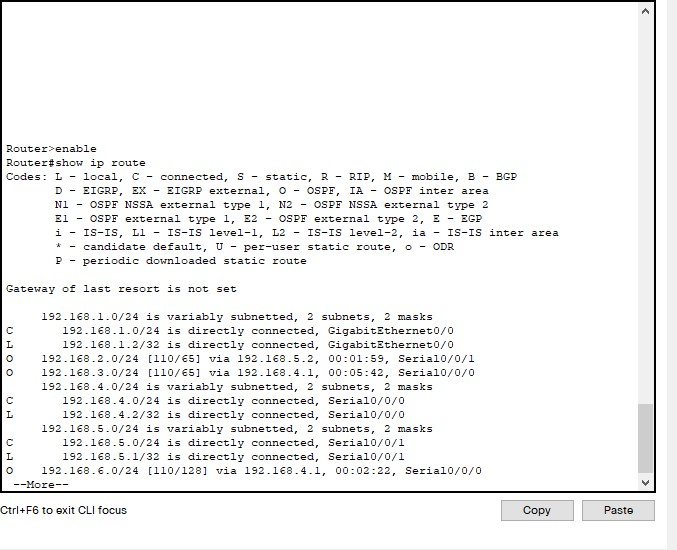 Router>enable
Router#show ip route
Codes: L - local, C - connected, S - static, R - RIP, M - mobile, B - BGP
       D - EIGRP, EX - EIGRP external, O - OSPF, IA - OSPF inter area
       N1 - OSPF NSSA external type 1, N2 - OSPF NSSA external type 2
       E1 - OSPF external type 1, E2 - OSPF external type 2, E - EGP
       i - IS-IS, L1 - IS-IS level-1, L2 - IS-IS level-2, ia - IS-IS inter area
       * - candidate default, U - per-user static route, o - ODR
       P - periodic downloaded static route
Gateway of last resort is not set
     192.168.1.0/24 is variably subnetted, 2 subnets, 2 masks
C       192.168.1.0/24 is directly connected, GigabitEthernet0/0
L       192.168.1.2/32 is directly connected, GigabitEthernet0/0
O    192.168.2.0/24 [110/65] via 192.168.5.2, 00:01:59, Serial0/0/1
O    192.168.3.0/24 [110/65] via 192.168.4.1, 00:05:42, Serial0/0/0
     192.168.4.0/24 is variably subnetted, 2 subnets, 2 masks
C       192.168.4.0/24 is directly connected, Serial0/0/0
L       192.168.4.2/32 is directly connected, Serial0/0/0
     192.168.5.0/24 is variably subnetted, 2 subnets, 2 masks
C       192.168.5.0/24 is directly connected, Serial0/0/1
L       192.168.5.1/32 is directly connected, Serial0/0/1
O    192.168.6.0/24 [110/128] via 192.168.4.1, 00:02:22, Serial0/0/0
 --More--
Ctrl+F6 to exit CLI focus
Copy
Paste